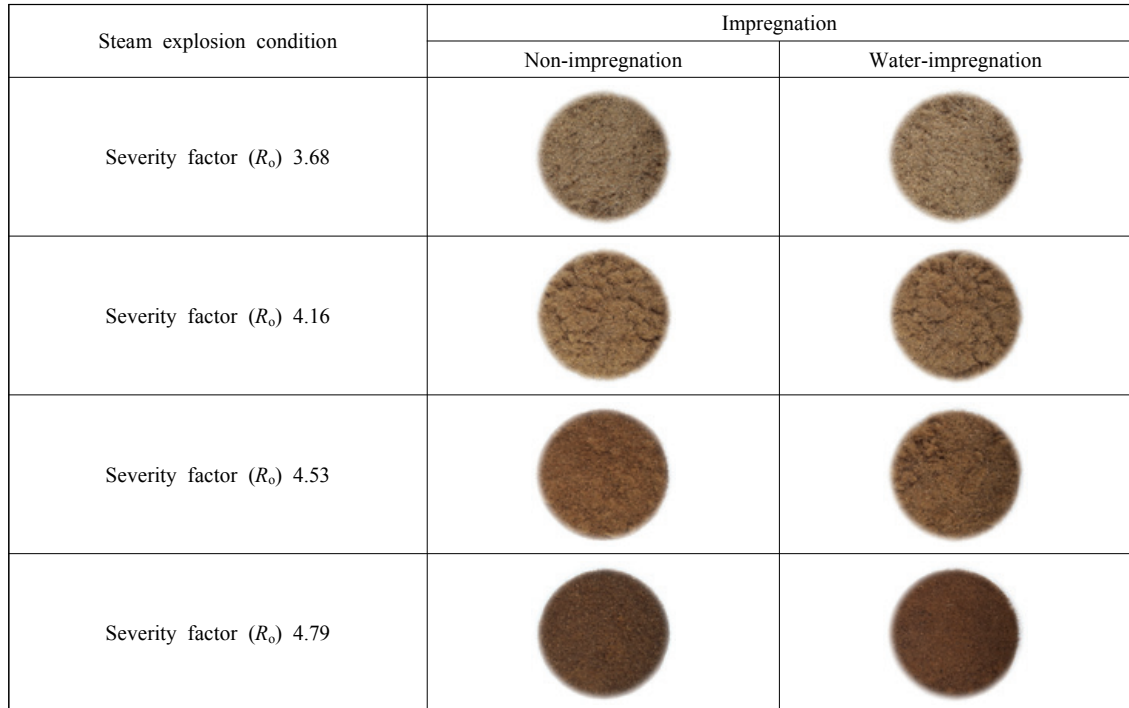 Steam explosion condition
Impregnation
Non-impregnation
Water-impregnation
Severity factor (Ro) 3.68
Severity factor (Ro) 4.16
Severity factor (Ro) 4.53
Severity factor (Ro) 4.79